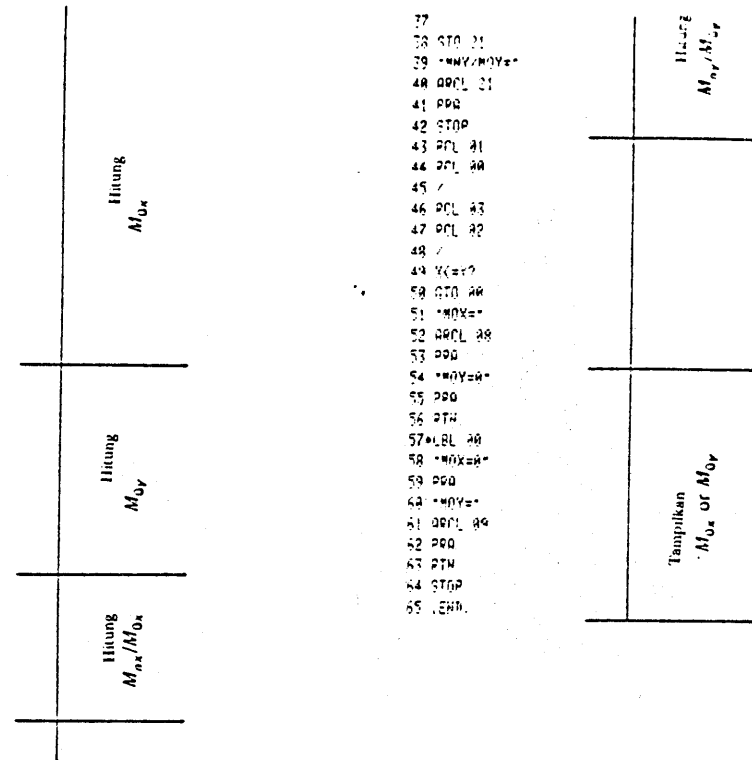 Hitung
M0x
Hitung
M0y
Hitung
Mnx/M0x
37
38 STO 21
39 "MNY/MOY="
40 ARCL 21
41 PRA
42 STOP
43 RCL 01
44 RCL 00
45 /
46 RCL 03
47 RCL 02
48 /
49 X<=Y?
50 GTO 00
51 "MOX="
52 ARCL 08
53 PRA
54 "MOY=0"
55 PRA
56 RTN
57♦LBL 00
58 "MOX=0"
59 PRA
60 "MOY="
61 ARCL 09
62 PRA
63 RTN
64 STOP
65 .END.
Hitung
Mny/M0y
Tampilkan
M0x or M0y